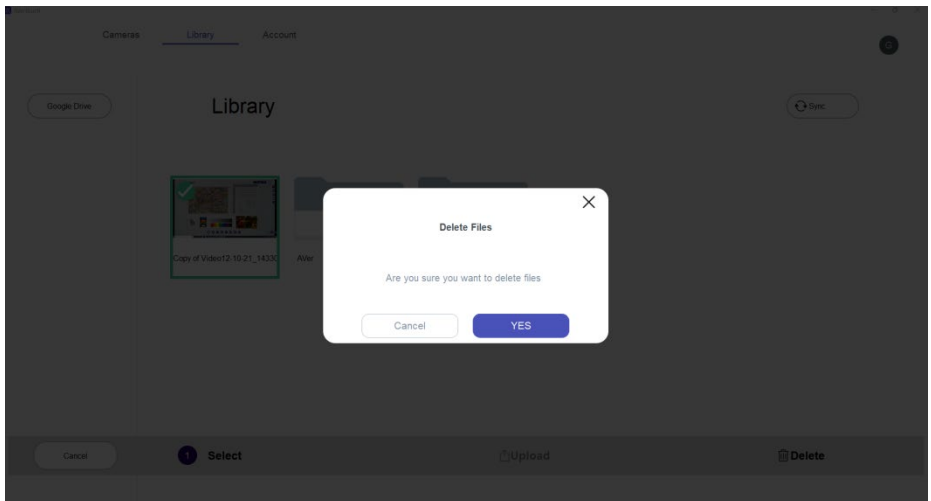 Cameras Library Account
G
Google Drive
Library
Sync
Copy of Video12-10-21_14330
AVer
Delete Files
Are you sure you want to delete files
Cancel YES
Cancel
1 Select
Upload
Delete